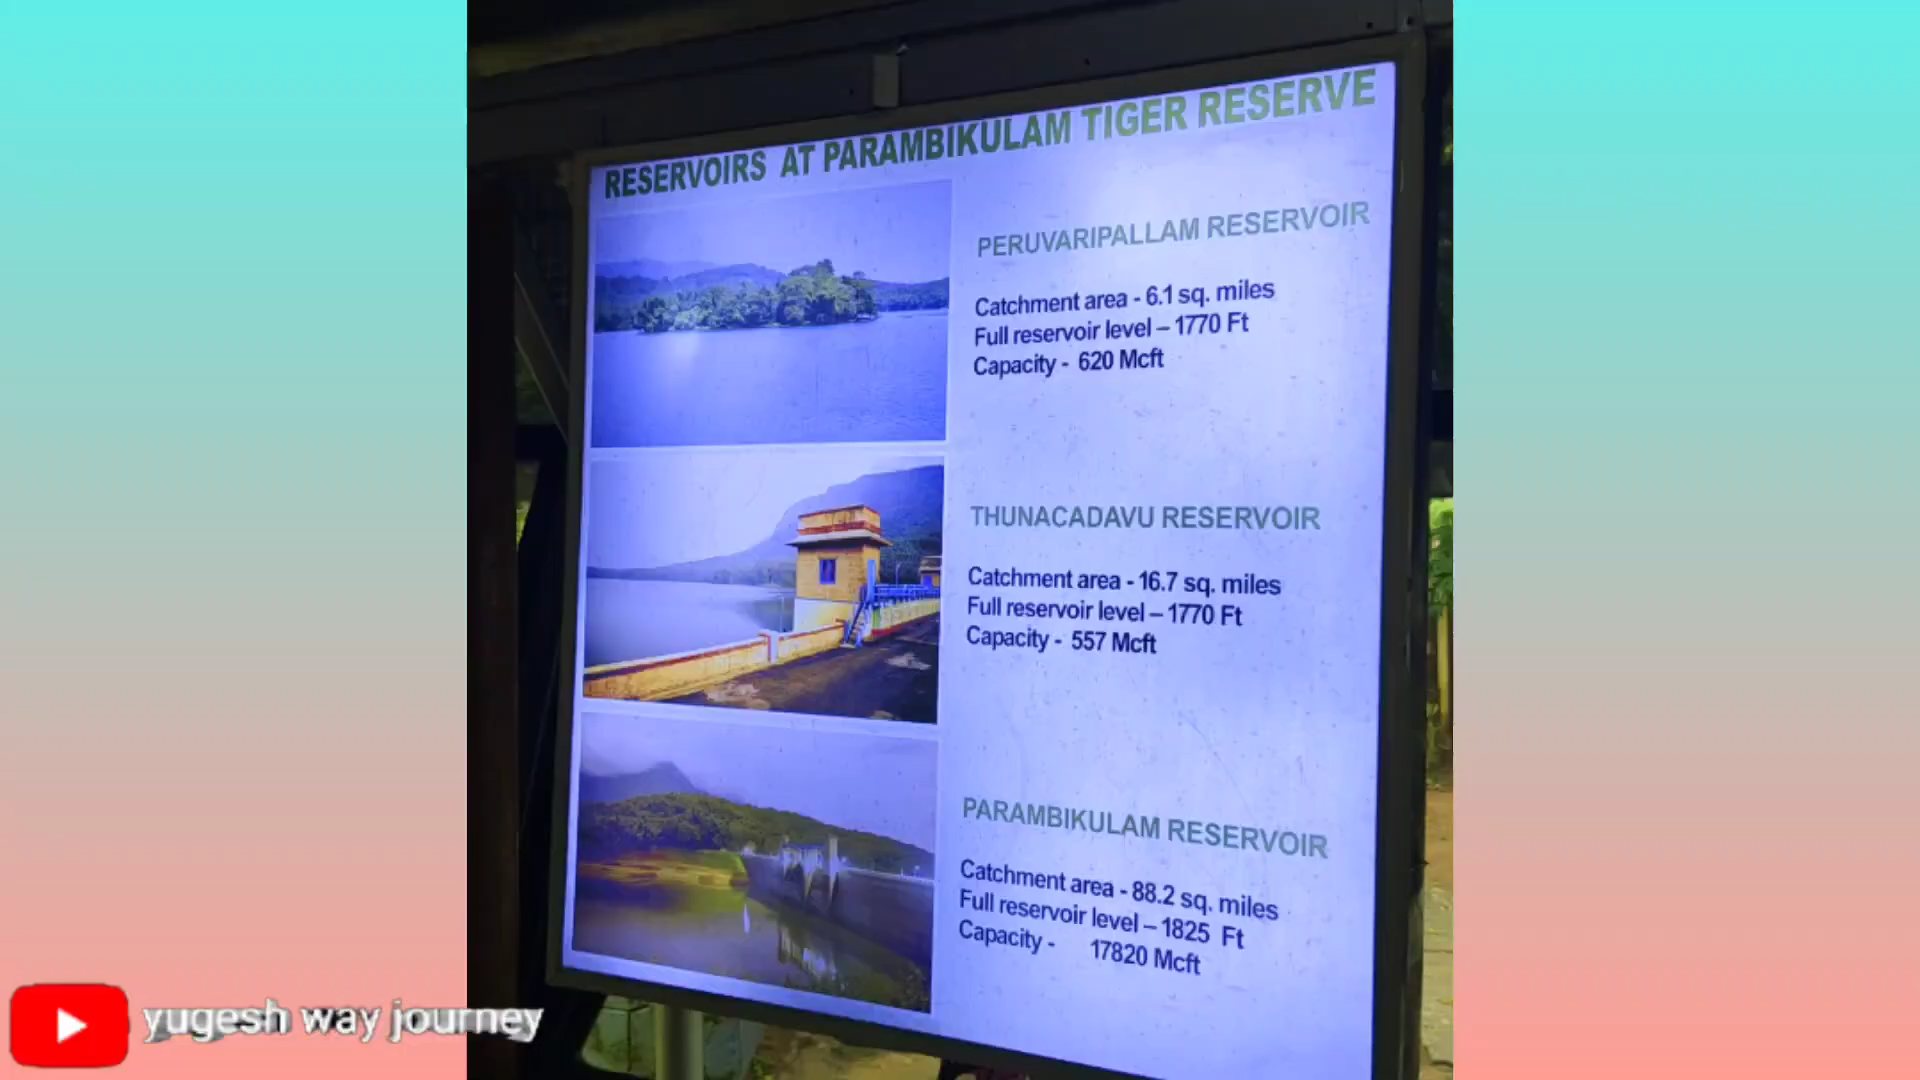 RESERVOIRS AT PARAMBIKULAM TIGER RESERVE
PERUVARIPALLAM RESERVOIR
Catchment area - 6.1 sq. miles
Full reservoir level – 1770 Ft
Capacity - 620 Mcft
THUNACADAVU RESERVOIR
Catchment area - 16.7 sq. miles
Full reservoir level – 1770 Ft
Capacity - 557 Mcft
PARAMBIKULAM RESERVOIR
Catchment area - 88.2 sq. miles
Full reservoir level – 1825 Ft
Capacity - 17820 Mcft
yugesh way journey